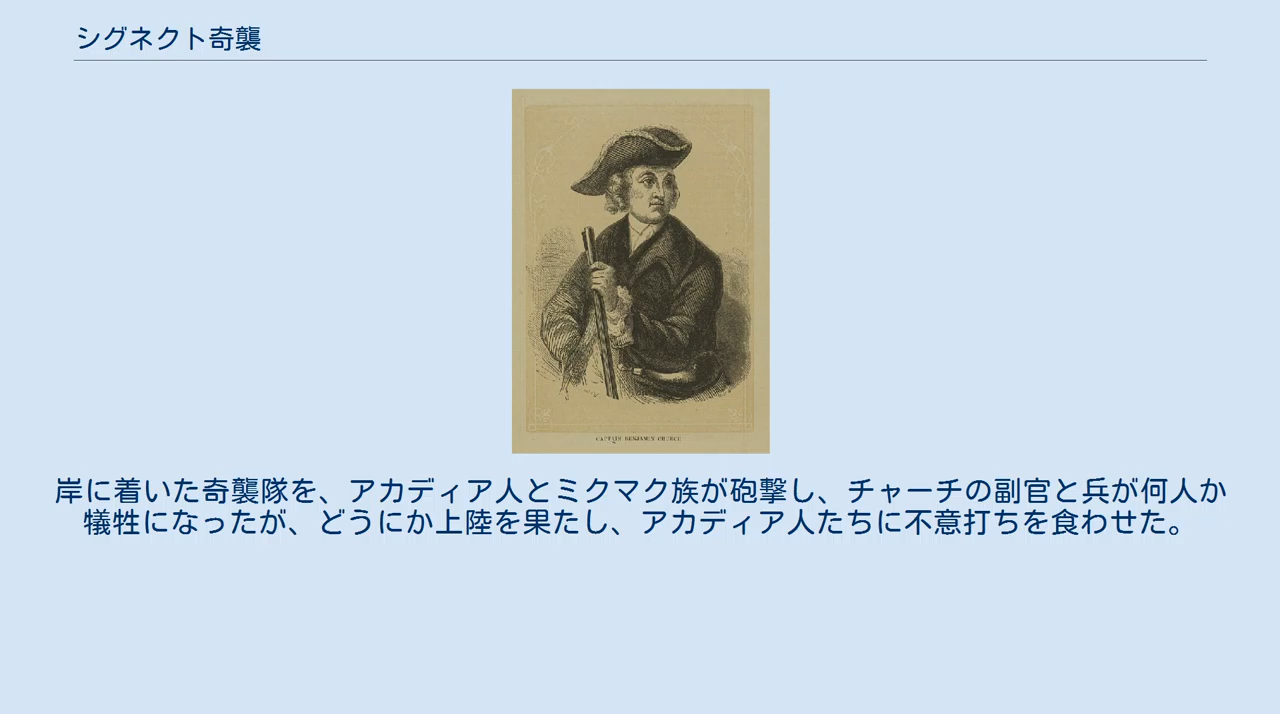 シグネクト奇襲
CAPTAIN BENJAMIN CHURCH
岸に着いた奇襲隊を、アカディア人とミクマク族が砲撃し、チャーチの副官と兵が何人か
犠牲になったが、どうにか上陸を果たし、アカディア人たちに不意打ちを食わせた。